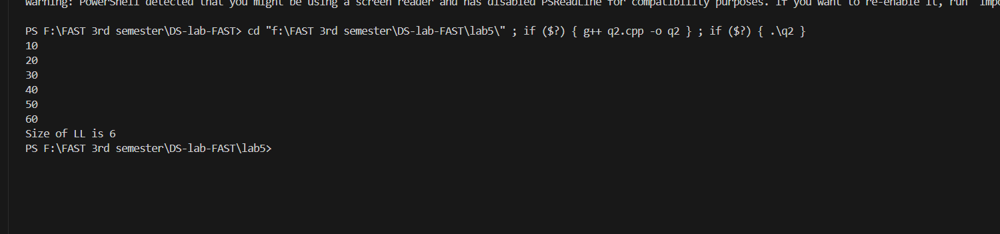 Warning: PowerShell detected that you might be using a screen reader and has disabled PSReadLine for compatibility purposes. If you want to re-enable it, run
PS F:\FAST 3rd semester\DS-lab-FAST> cd "f:\FAST 3rd semester\DS-lab-FAST\lab5\" ; if ($?) { g++ q2.cpp -o q2 } ; if ($?) { .\q2 }
10
20
30
40
50
60
Size of LL is 6
PS F:\FAST 3rd semester\DS-lab-FAST\lab5>